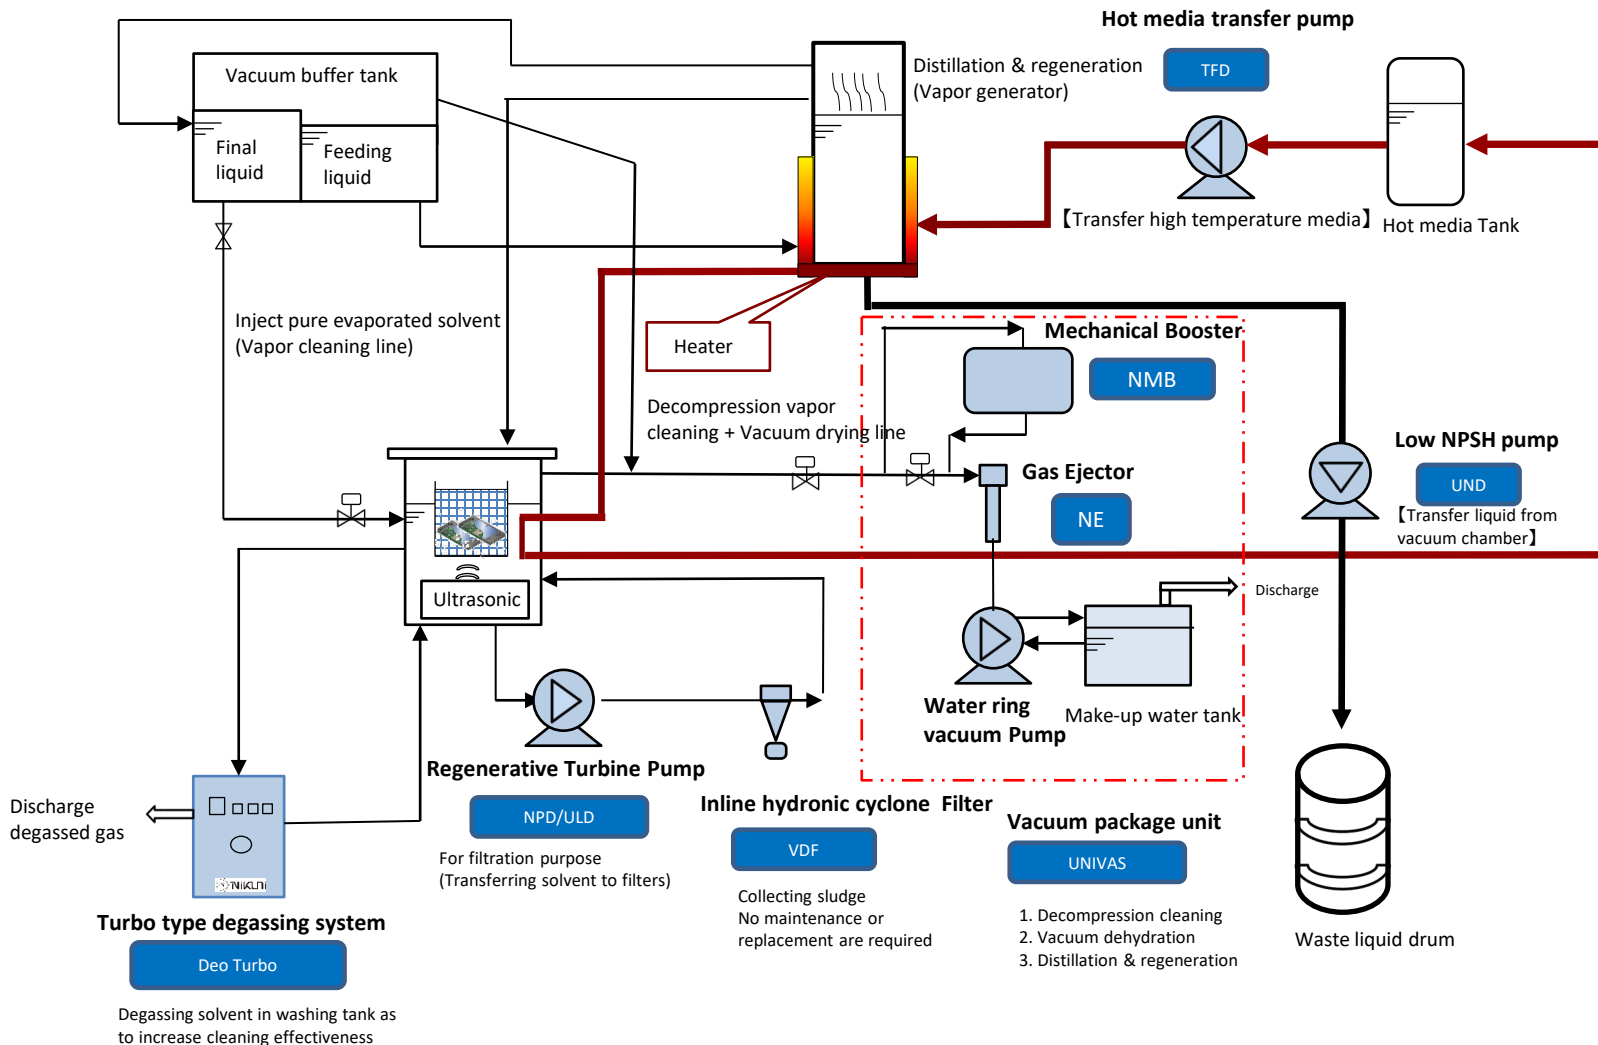 Hot media transfer pump
TFD
Vacuum buffer tank
Final
liquid
Feeding
liquid
Distillation & regeneration
(Vapor generator)
【Transfer high temperature media】
Hot media Tank
Inject pure evaporated solvent
(Vapor cleaning line)
Heater
Mechanical Booster
NMB
Decompression vapor
cleaning + Vacuum drying line
Gas Ejector
NE
Low NPSH pump
UND
【Transfer liquid from
vacuum chamber】
Ultrasonic
Discharge
Water ring
vacuum Pump
Make-up water tank
Regenerative Turbine Pump
NPD/ULD
For filtration purpose
(Transferring solvent to filters)
Inline hydronic cyclone Filter
VDF
Collecting sludge
No maintenance or
replacement are required
Vacuum package unit
UNIVAS
1. Decompression cleaning
2. Vacuum dehydration
3. Distillation & regeneration
Waste liquid drum
Discharge
degassed gas
NIKUNI
Turbo type degassing system
Deo Turbo
Degassing solvent in washing tank as
to increase cleaning effectiveness